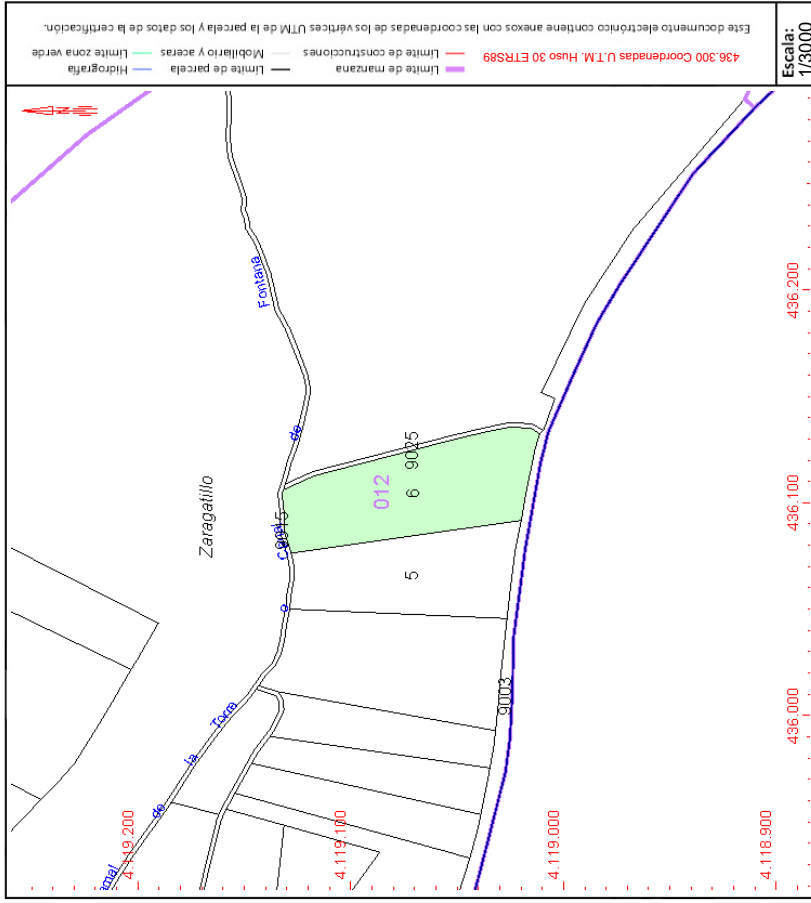 Este documento electrónico contiene anexos con las coordenadas de los vértices UTM de la parcela y los datos de la certificación.
436.300 Coordenadas U.T.M. Huso 30 ETRS89
Límite de manzana
Límite de construcciones
Límite de parcela
Mobiliario y aceras
Hidrografía
Límite zona verde
Escala:
1/3000
Fontana
de
Zaragatillo
9015
Canal
o
012
6
9025
5
Torre
la
de
9003
4.119.200
4.119.100
4.119.000
4.118.900
436.200
436.100
436.000